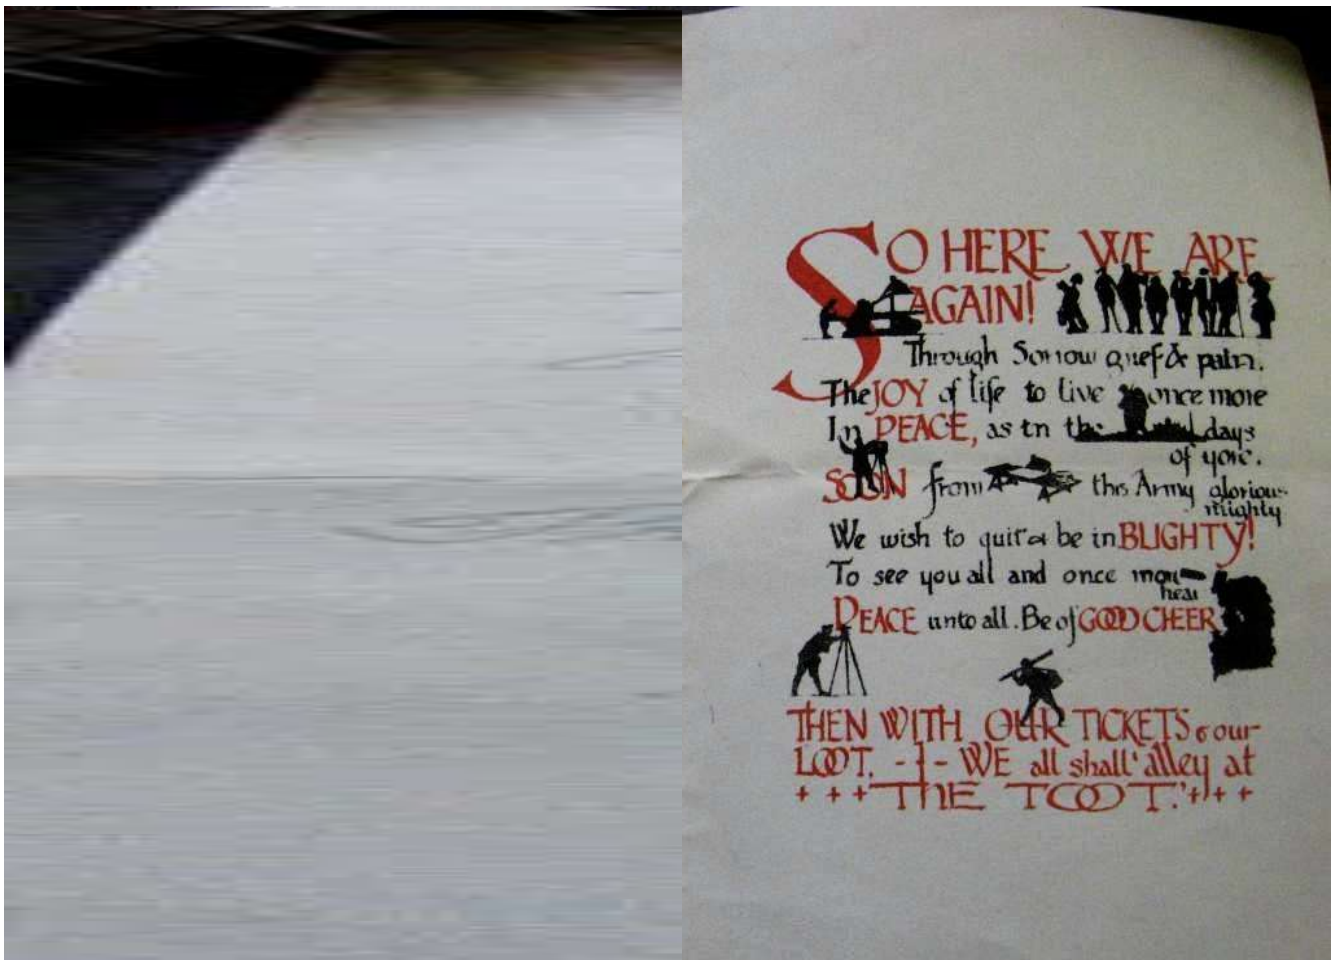 SO HERE WE ARE
AGAIN!
Through Sorrow grief & pain.
The JOY of life to live once more
In PEACE, as in the days
of yore.
SOON from this Army glorious
mighty
We wish to quit & be in BLIGHTY!
To see you all and once more
hear
PEACE unto all. Be of GOOD CHEER
THEN WITH OUR TICKETS & our
LOOT. - + - WE all shall 'alley at
+ + + THE TOOT.' + + +